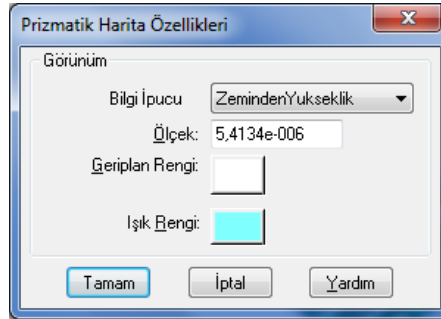 Prizmatik Harita Özellikleri
Görünüm
Bilgi İpucu ZemindenYukseklik
Ölçek: 5,4134e-006
Geriplan Rengi:
Işık Rengi:
Tamam İptal Yardım